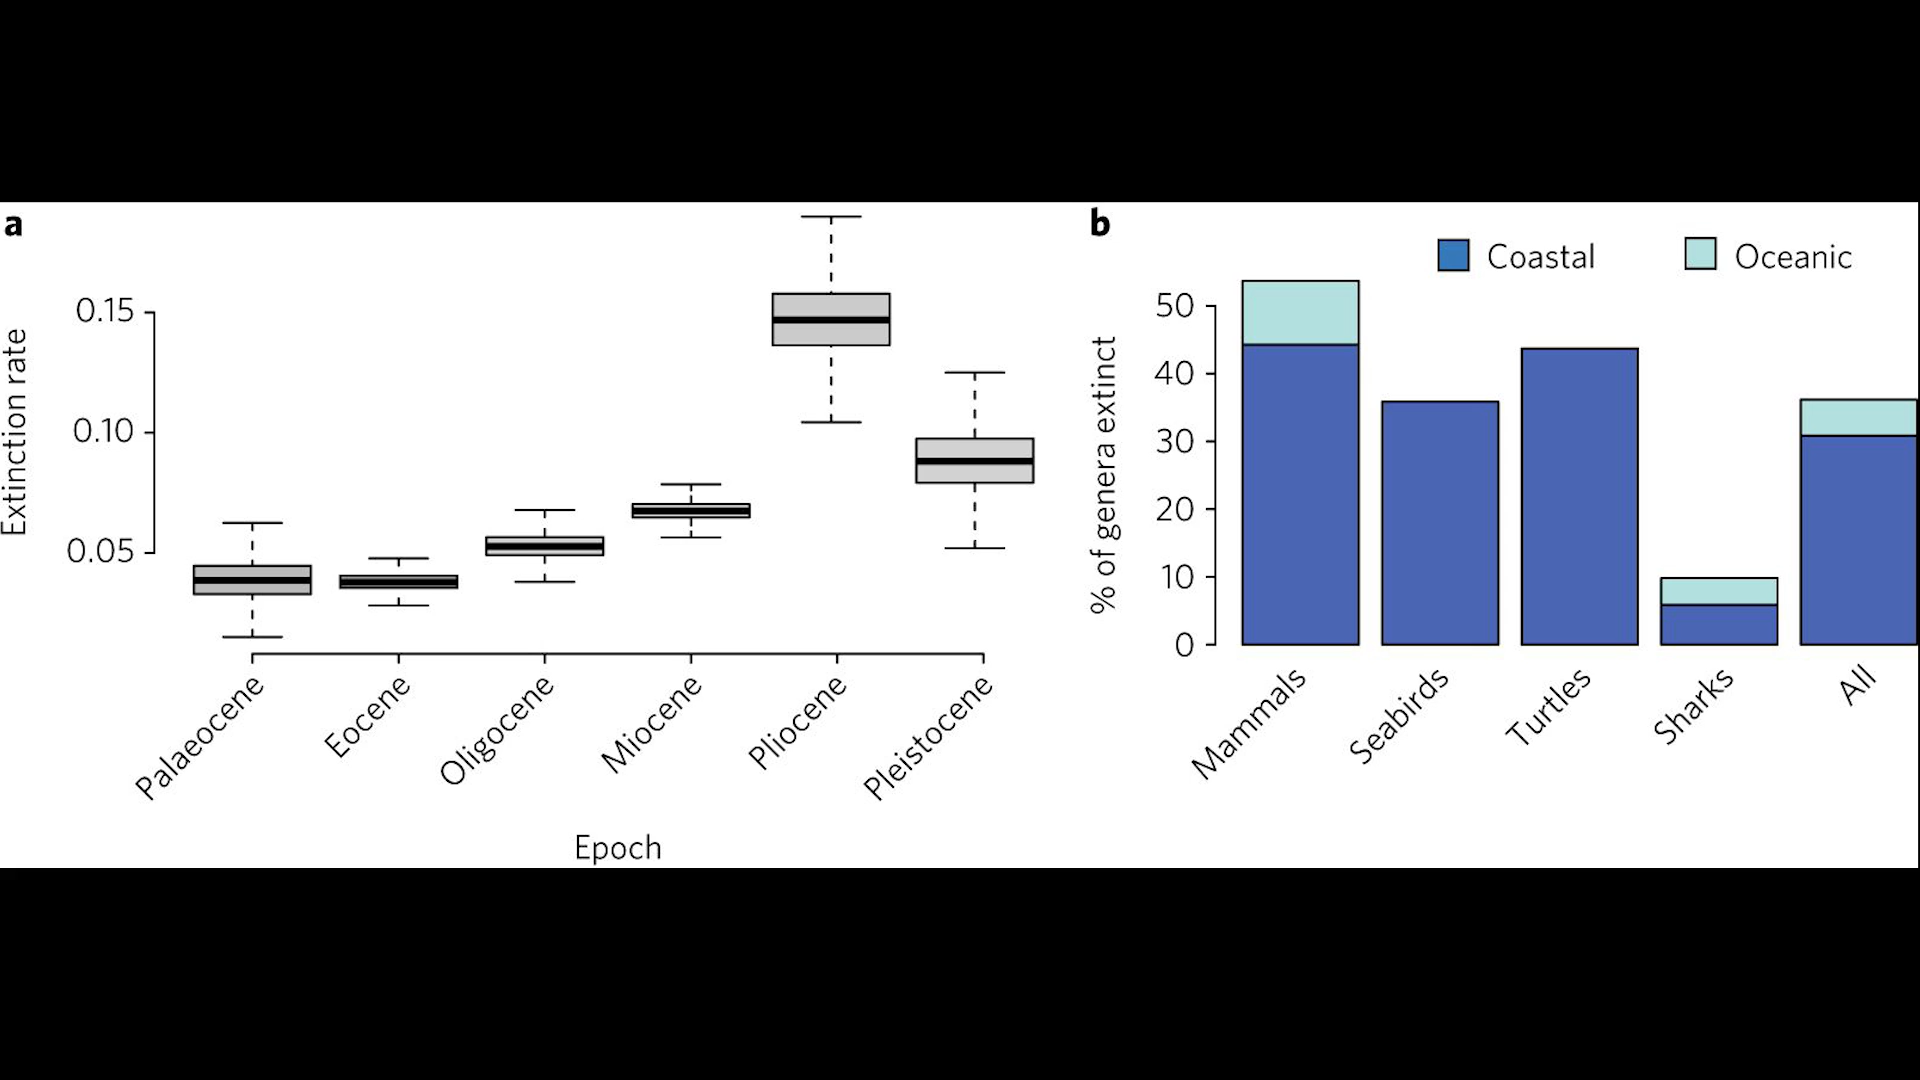 a
Extinction rate
0.15
0.10
0.05
Palaeocene
Eocene
Oligocene
Miocene
Pliocene
Pleistocene
Epoch
b
Coastal
Oceanic
% of genera extinct
50
40
30
20
10
0
Mammals
Seabirds
Turtles
Sharks
All